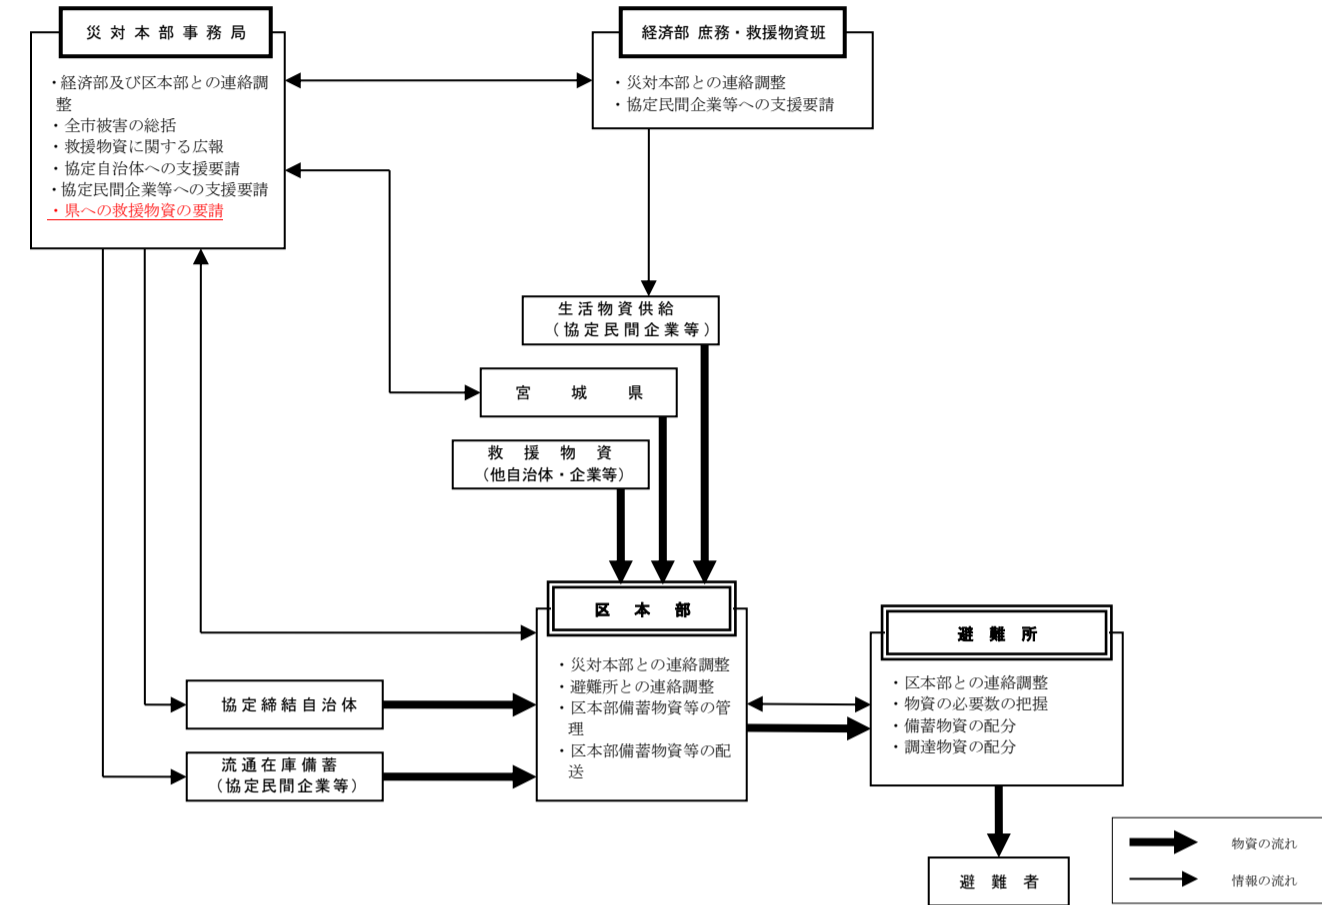 災対本部事務局
・経済部及び区本部との連絡調
整
・全市被害の総括
・救援物資に関する広報
・協定自治体への支援要請
・協定民間企業等への支援要請
・県への救援物資の要請
経済部 庶務・救援物資班
・災対本部との連絡調整
・協定民間企業等への支援要請
生活物資供給
（協定民間企業等）
宮城県
救援物資
（他自治体・企業等）
区本部
・災対本部との連絡調整
・避難所との連絡調整
・区本部備蓄物資等の管
理
・区本部備蓄物資等の配
送
協定締結自治体
流通在庫備蓄
（協定民間企業等）
避難所
・区本部との連絡調整
・物資の必要数の把握
・備蓄物資の配分
・調達物資の配分
避難者
物資の流れ
情報の流れ